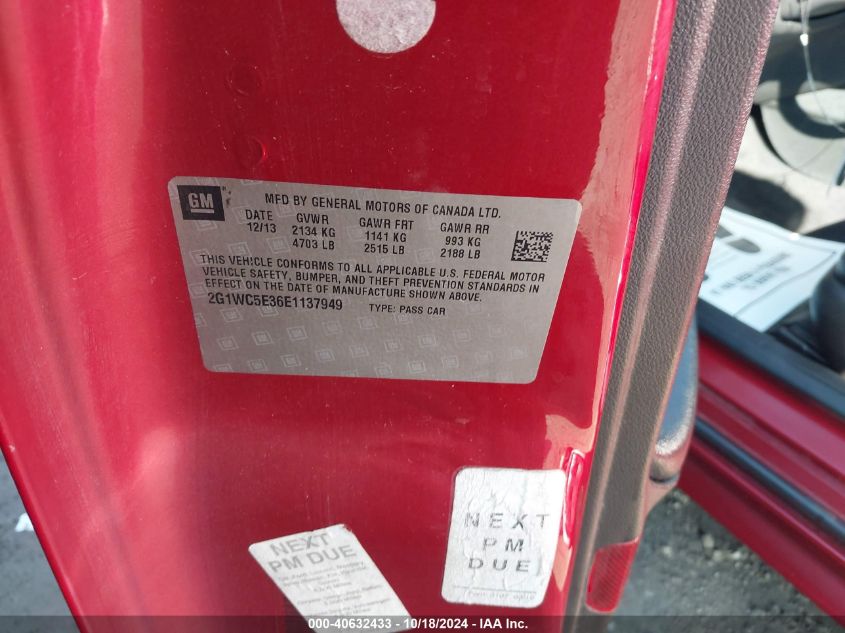 GM
MFD BY GENERAL MOTORS OF CANADA LTD.
DATE GVWR GAWR FRT GAWR RR
12/13 2134 KG 1141 KG 993 KG
4703 LB 2515 LB 2188 LB
THIS VEHICLE CONFORMS TO ALL APPLICABLE U.S. FEDERAL MOTOR
VEHICLE SAFETY, BUMPER, AND THEFT PREVENTION STANDARDS IN
EFFECT ON THE DATE OF MANUFACTURE SHOWN ABOVE.
2G1WC5E36E1137949 TYPE: PASS CAR
NEXT
PM
DUE
NEXT
PM DUE
000-40632433 - 10/18/2024 - IAA Inc.